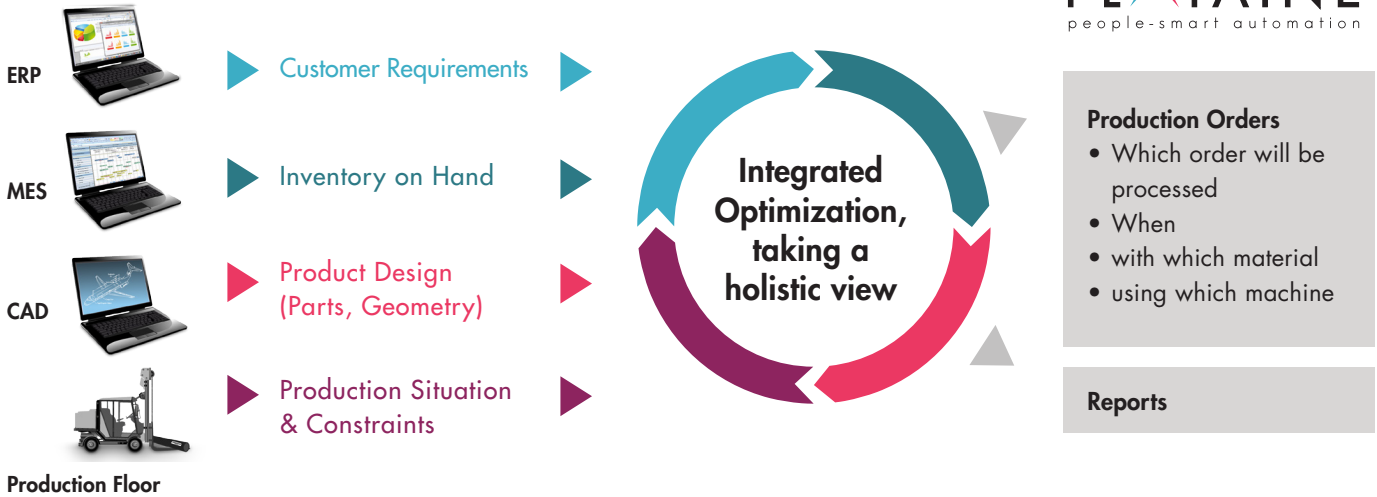 people-smart automation
ERP
Customer Requirements
MES
Inventory on Hand
CAD
Product Design
(Parts, Geometry)
Production Situation
& Constraints
Production Floor
Integrated
Optimization,
taking a
holistic view
Production Orders
• Which order will be
processed
• When
• with which material
• using which machine
Reports